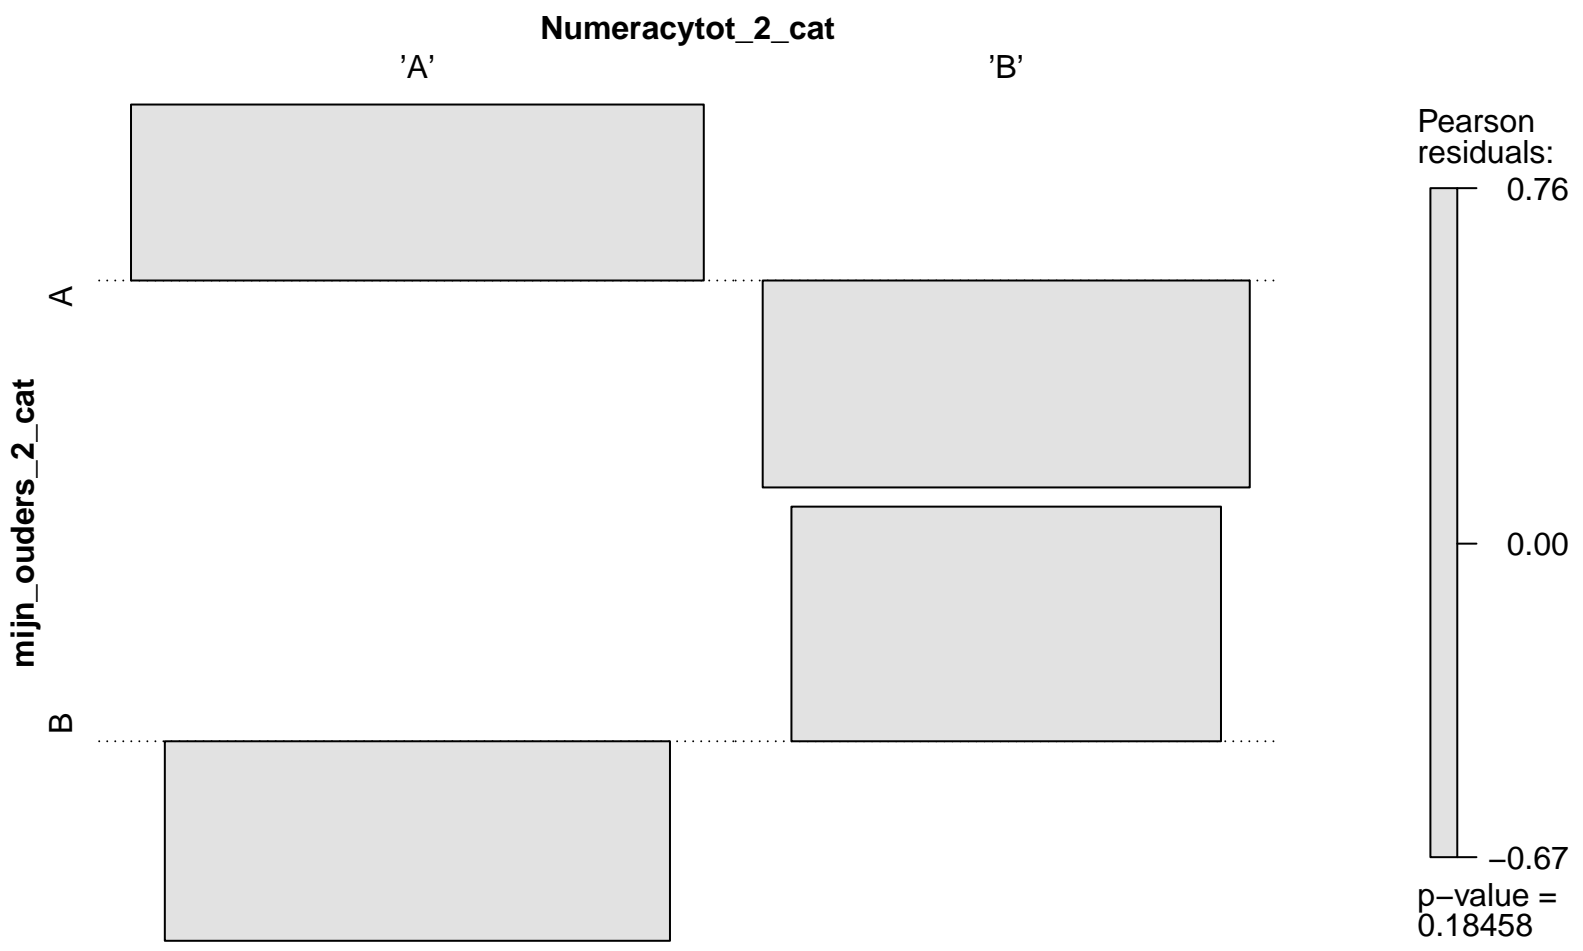 Numeracytot_2_cat
’A’ ’B’
mijn_ouders_2_cat
A
B
Pearson
residuals:
0.76
0.00
−0.67
p−value =
0.18458